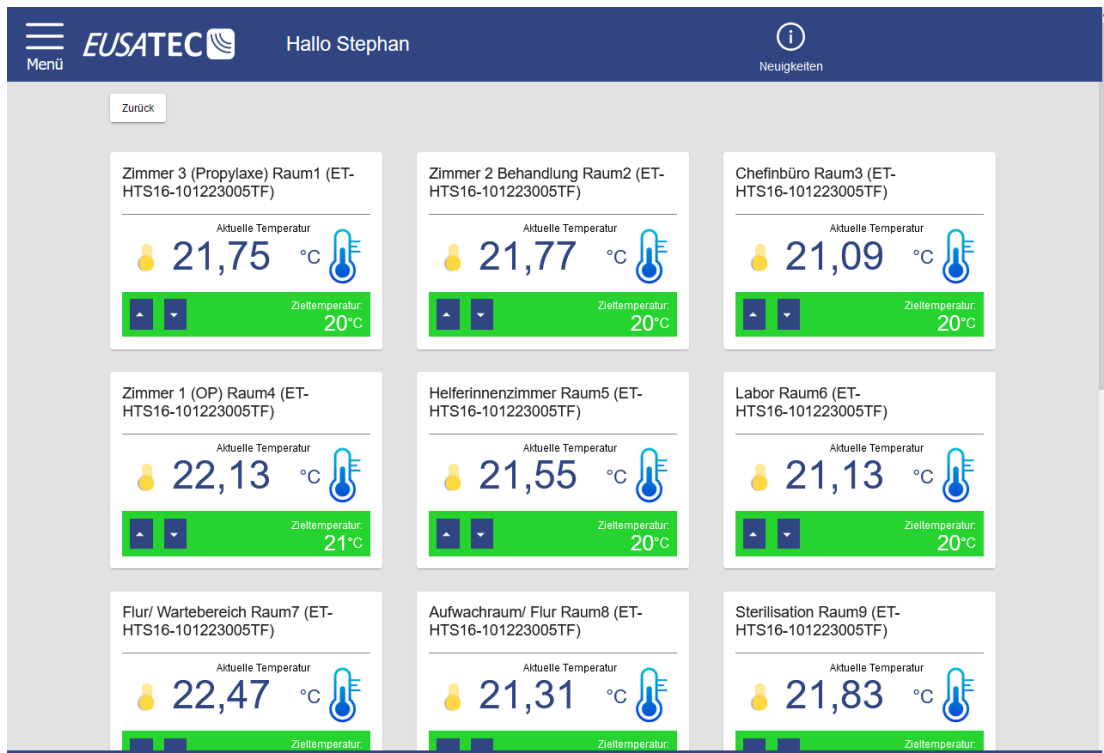 Menü
EUSATEC
Hallo Stephan
Neuigkeiten
Zurück
Zimmer 3 (Propylaxe) Raum1 (ET-
HTS16-101223005TF)
Aktuelle Temperatur
21,75 °C
Zieltemperatur:
20°C
Zimmer 2 Behandlung Raum2 (ET-
HTS16-101223005TF)
Aktuelle Temperatur
21,77 °C
Zieltemperatur:
20°C
Chefinbüro Raum3 (ET-
HTS16-101223005TF)
Aktuelle Temperatur
21,09 °C
Zieltemperatur:
20°C
Zimmer 1 (OP) Raum4 (ET-
HTS16-101223005TF)
Aktuelle Temperatur
22,13 °C
Zieltemperatur:
21°C
Helferinnenzimmer Raum5 (ET-
HTS16-101223005TF)
Aktuelle Temperatur
21,55 °C
Zieltemperatur:
20°C
Labor Raum6 (ET-
HTS16-101223005TF)
Aktuelle Temperatur
21,13 °C
Zieltemperatur:
20°C
Flur/ Wartebereich Raum7 (ET-
HTS16-101223005TF)
Aktuelle Temperatur
22,47 °C
Zieltemperatur:
Aufwachraum/ Flur Raum8 (ET-
HTS16-101223005TF)
Aktuelle Temperatur
21,31 °C
Zieltemperatur:
Sterilisation Raum9 (ET-
HTS16-101223005TF)
Aktuelle Temperatur
21,83 °C
Zieltemperatur: